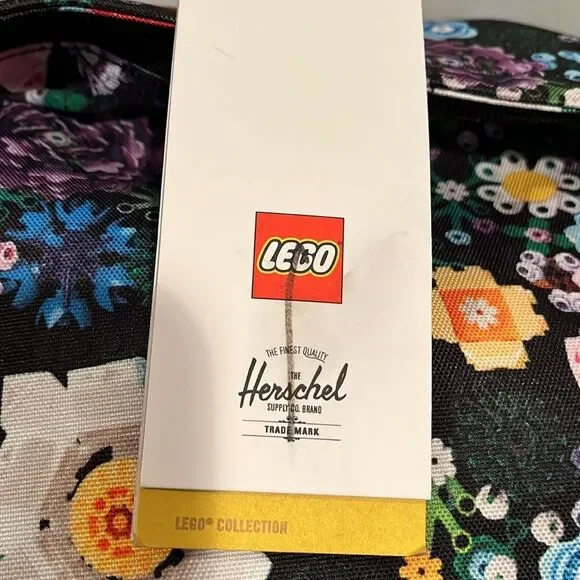 LEGO
THE FINEST QUALITY
THE
Herschel
SUPPLY CO. BRAND
TRADE MARK
LEGO® COLLECTION